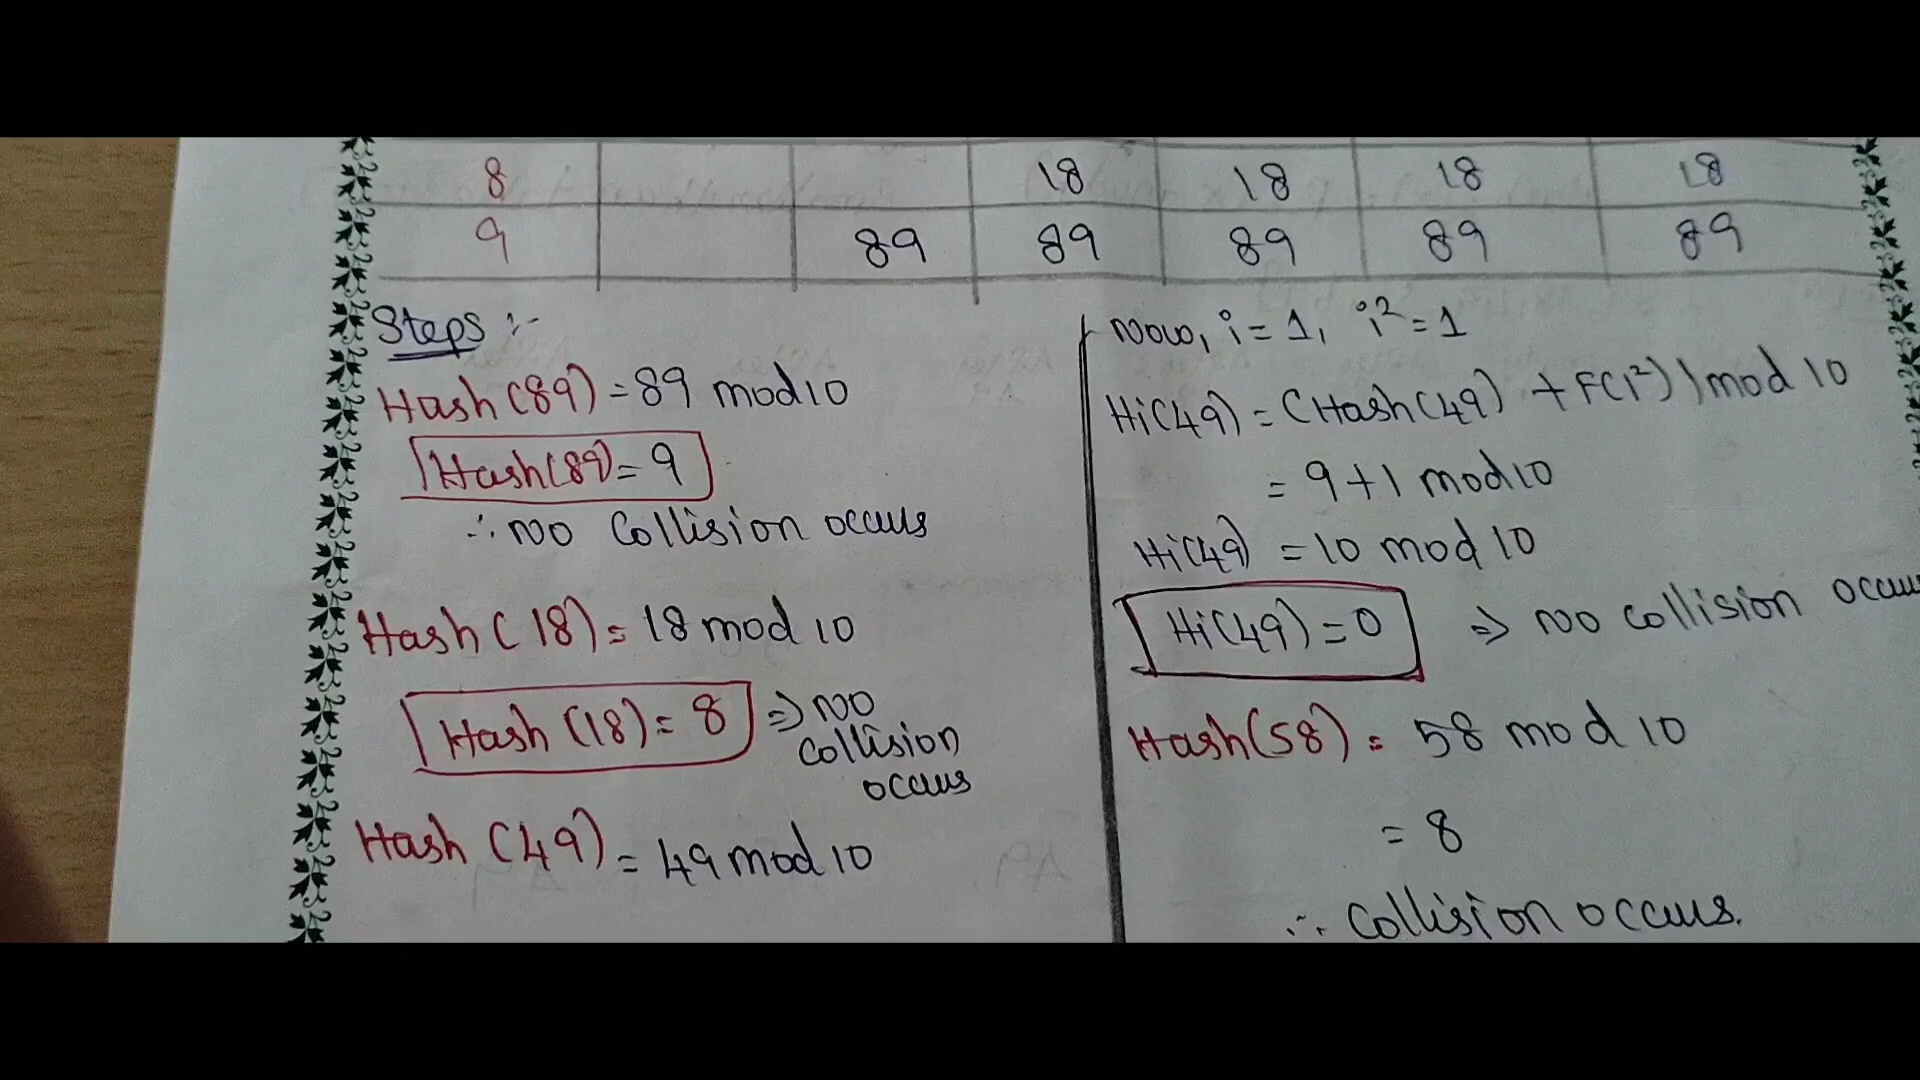 8 18 18 18 18
9 89 89 89 89 89
Steps :-
Hash (89) = 89 mod 10
Hash(89) = 9
∴ no Collision occurs
Hash ( 18) = 18 mod 10
Hash (18) = 8 ⇒ no
Collision
occurs
Hash (49) = 49 mod 10
now, i = 1, i² = 1
Hi(49) = (Hash(49) + F(i²)) mod 10
= 9+1 mod 10
Hi(49) = 10 mod 10
Hi(49) = 0 ⇒ no collision occurs
Hash(58) = 58 mod 10
= 8
∴ Collision occurs.